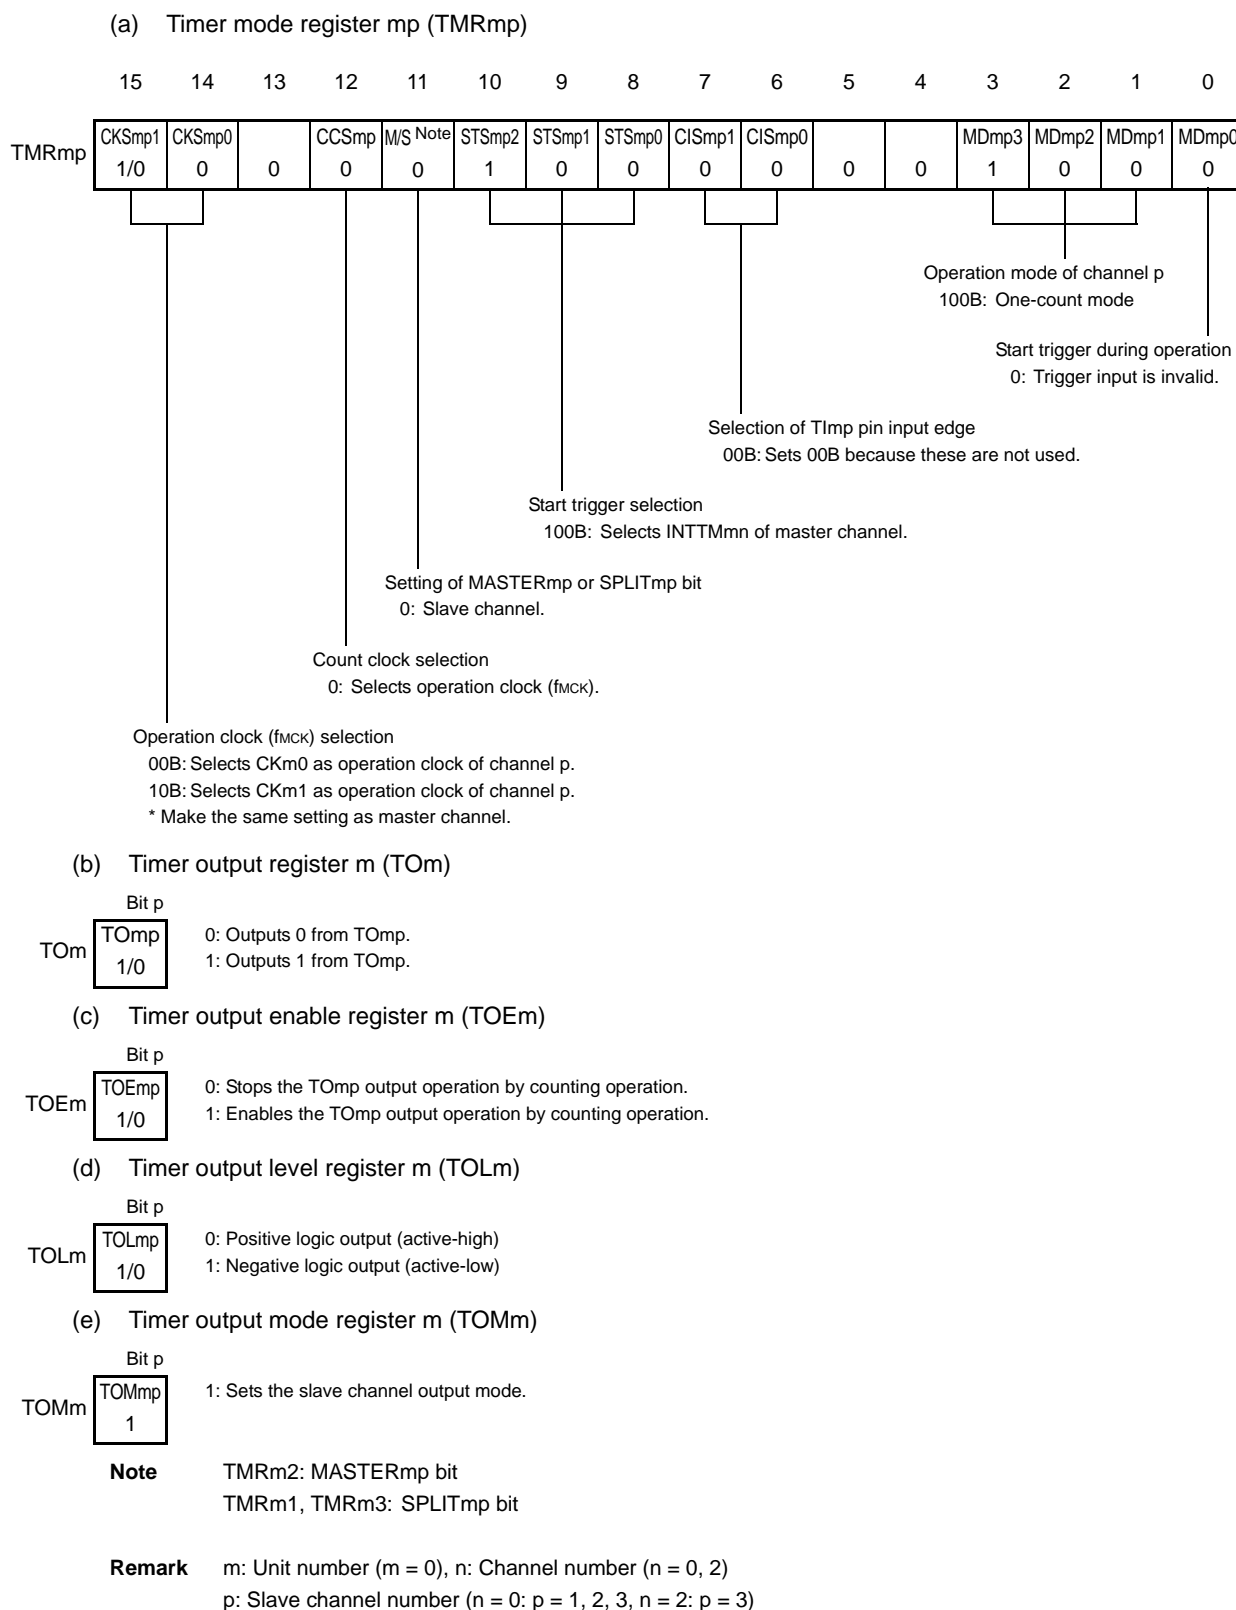 (a) Timer mode register mp (TMRmp)
15 14 13 12 11 10 9 8 7 6 5 4 3 2 1 0
TMRmp
CKSmp1 CKSmp0 CCSmp M/S Note STSmp2 STSmp1 STSmp0 CISmp1 CISmp0 MDmp3 MDmp2 MDmp1 MDmp0
1/0 0 0 0 0 1 0 0 0 0 0 0 1 0 0 0
Operation mode of channel p
100B: One-count mode
Start trigger during operation
0: Trigger input is invalid.
Selection of TImp pin input edge
00B: Sets 00B because these are not used.
Start trigger selection
100B: Selects INTTMmn of master channel.
Setting of MASTERmp or SPLITmp bit
0: Slave channel.
Count clock selection
0: Selects operation clock (fMCK).
Operation clock (fMCK) selection
00B: Selects CKm0 as operation clock of channel p.
10B: Selects CKm1 as operation clock of channel p.
* Make the same setting as master channel.
(b) Timer output register m (TOm)
Bit p
TOm
TOmp
1/0
0: Outputs 0 from TOmp.
1: Outputs 1 from TOmp.
(c) Timer output enable register m (TOEm)
Bit p
TOEm
TOEmp
1/0
0: Stops the TOmp output operation by counting operation.
1: Enables the TOmp output operation by counting operation.
(d) Timer output level register m (TOLm)
Bit p
TOLm
TOLmp
1/0
0: Positive logic output (active-high)
1: Negative logic output (active-low)
(e) Timer output mode register m (TOMm)
Bit p
TOMm
TOMmp
1
1: Sets the slave channel output mode.
Note TMRm2: MASTERmp bit
TMRm1, TMRm3: SPLITmp bit
Remark m: Unit number (m = 0), n: Channel number (n = 0, 2)
p: Slave channel number (n = 0: p = 1, 2, 3, n = 2: p = 3)